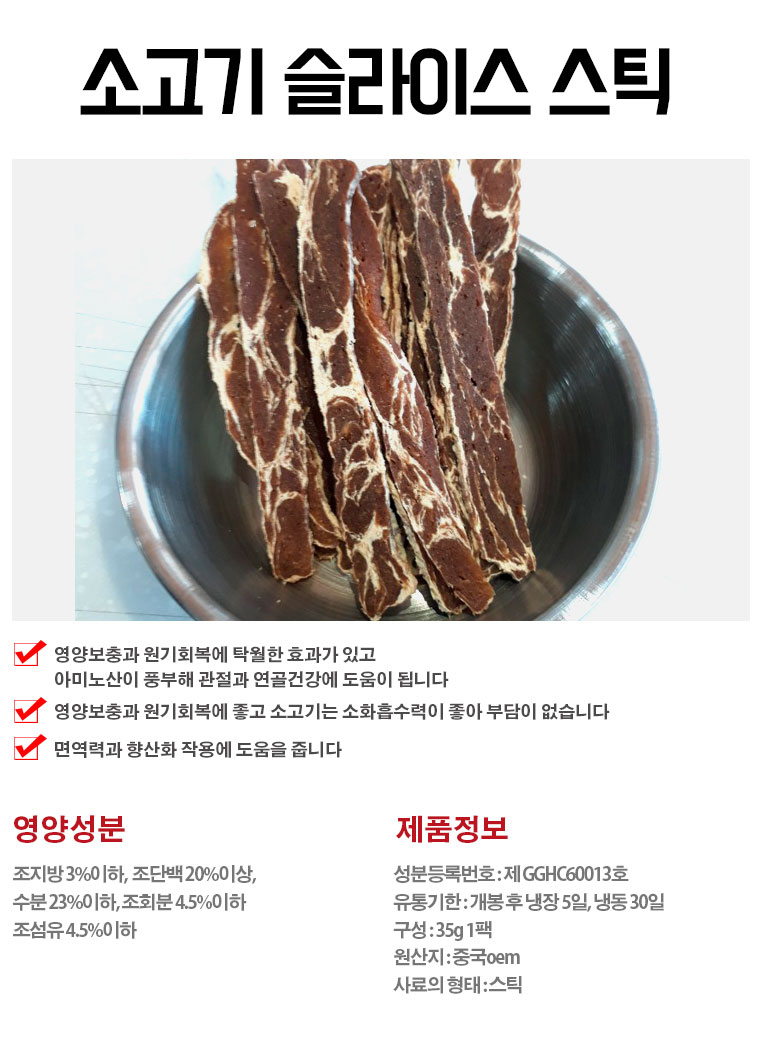 소고기 슬라이스 스틱
영양보충과 원기회복에 탁월한 효과가 있고
아미노산이 풍부해 관절과 연골건강에 도움이 됩니다
영양보충과 원기회복에 좋고 소고기는 소화흡수력이 좋아 부담이 없습니다
면역력과 향산화 작용에 도움을 줍니다
영양성분
조지방 3%이하, 조단백 20%이상,
수분 23%이하, 조회분 4.5%이하
조섬유 4.5%이하
제품정보
성분등록번호 : 제 GGHC60013호
유통기한 : 개봉 후 냉장 5일, 냉동 30일
구성 : 35g 1팩
원산지 : 중국oem
사료의 형태 : 스틱